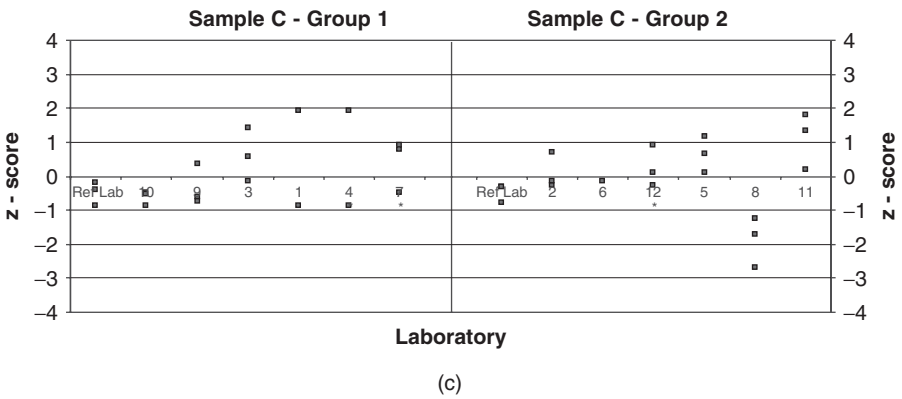 Sample C - Group 1 Sample C - Group 2
4 4
3 3
2 2
1 1
0 0
Ref Lab 10 9 3 1 4 7 Ref Lab 2 6 12 5 8 11
−1 * * −1
−2 −2
−3 −3
−4 −4
z - score
z - score
Laboratory
(c)